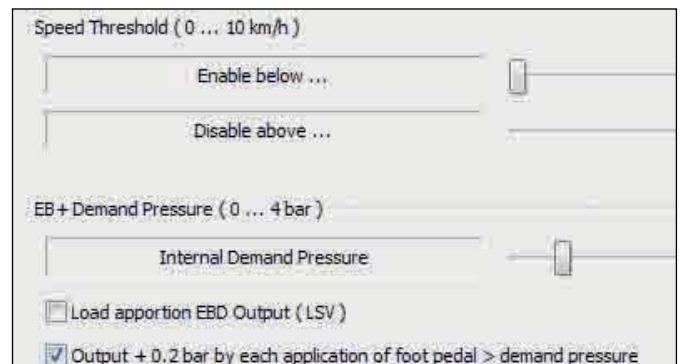 Speed Threshold ( 0 ... 10 km/h )
Enable below ...
Disable above ...
EB+ Demand Pressure ( 0 ... 4 bar )
Internal Demand Pressure
Load apportion EBD Output ( LSV )
Output + 0.2 bar by each application of foot pedal > demand pressure